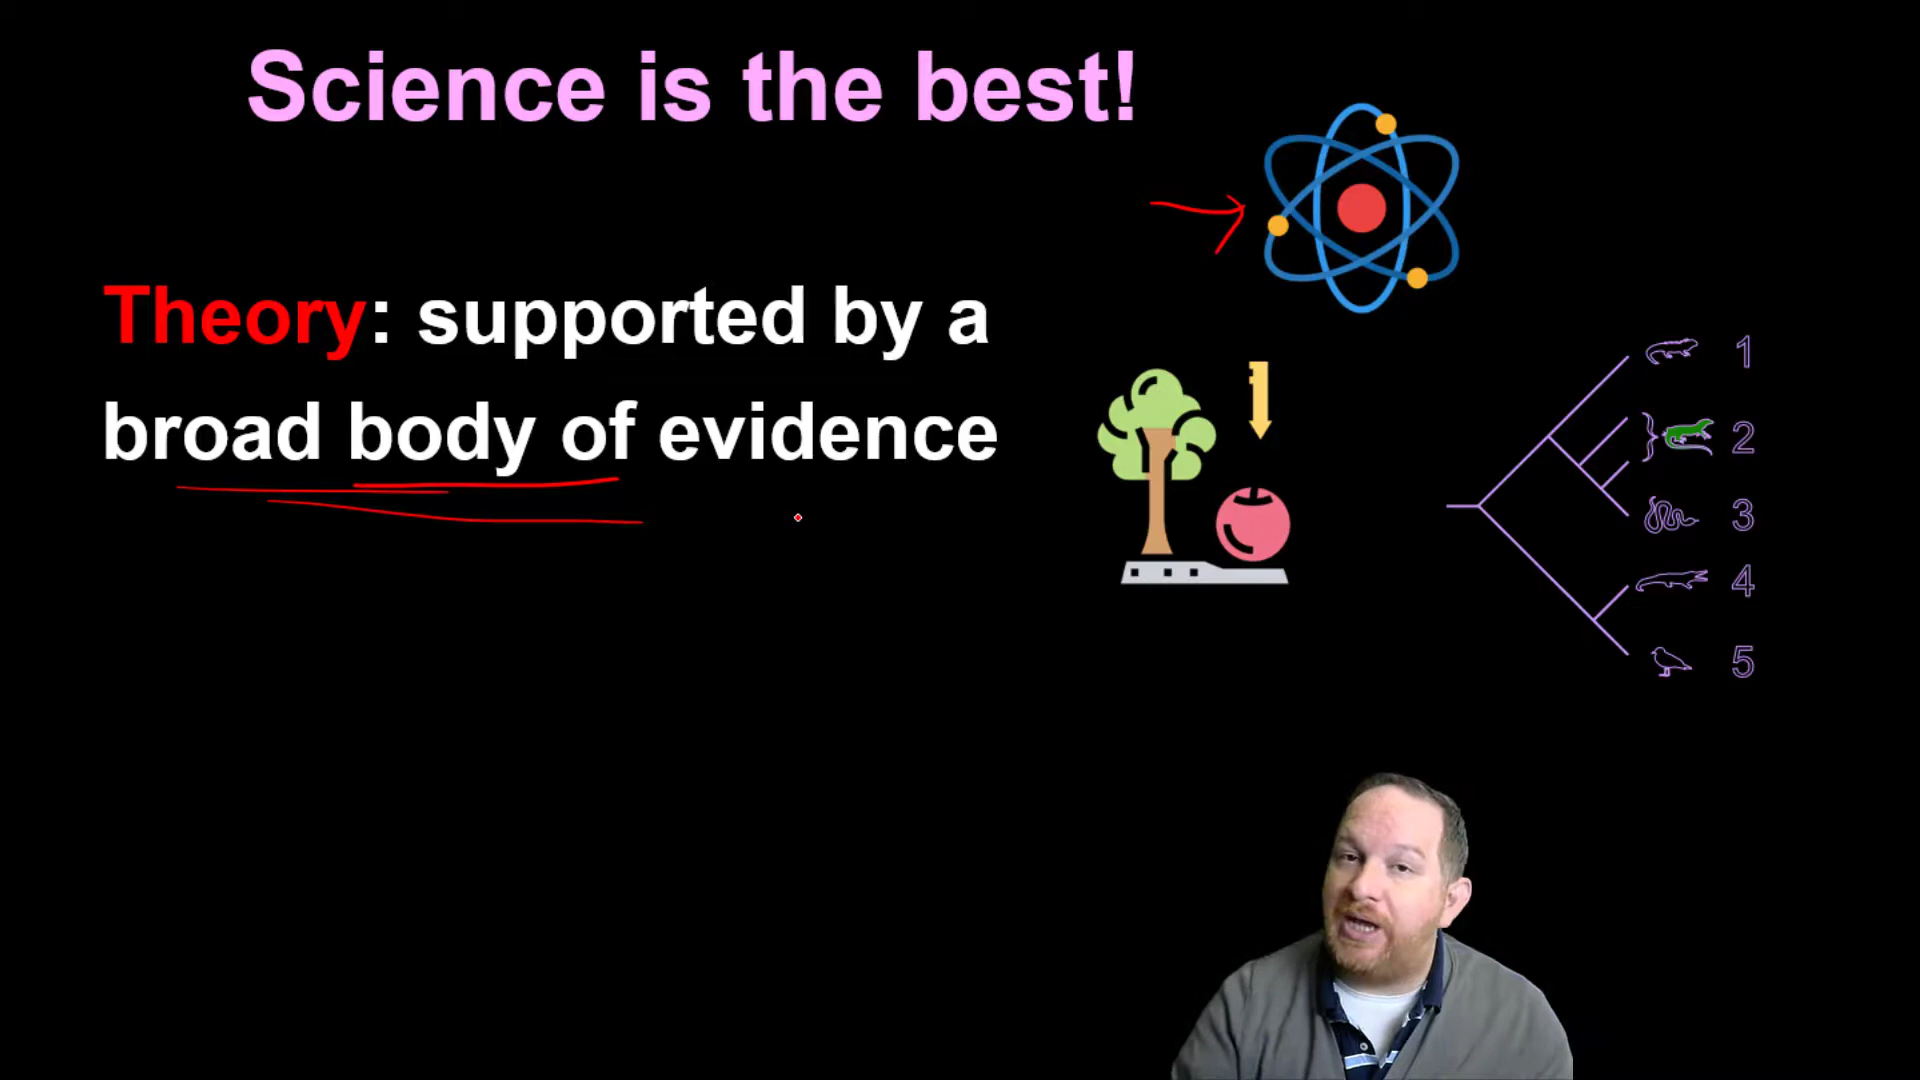 Science is the best!
Theory: supported by a
broad body of evidence
1
2
3
4
5